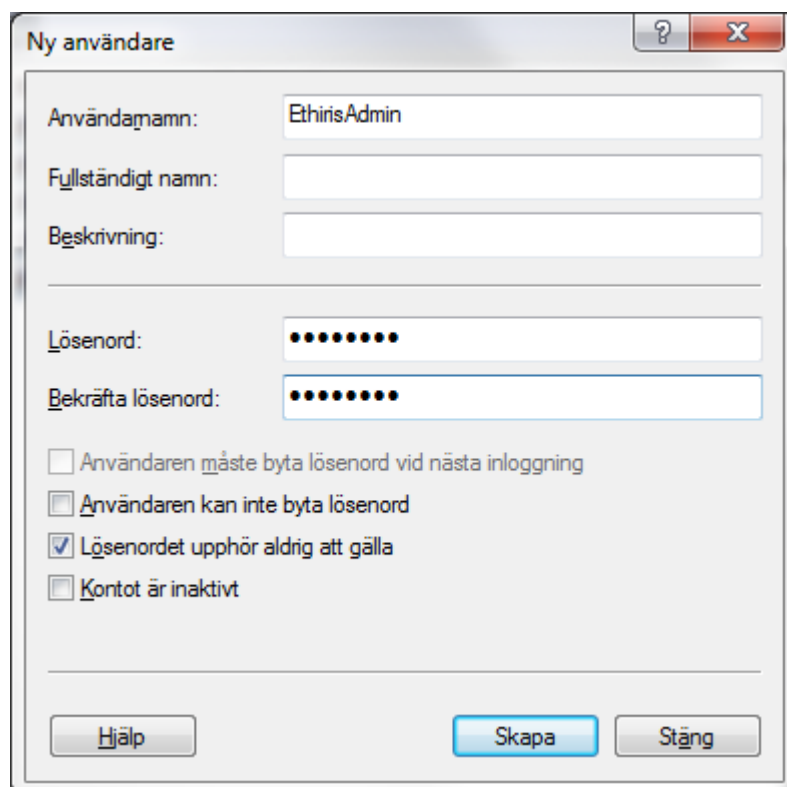 Ny användare
Användarnamn: EthirisAdmin
Fullständigt namn:
Beskrivning:
Lösenord: ●●●●●●●●
Bekräfta lösenord: ●●●●●●●●
Användaren måste byta lösenord vid nästa inloggning
Användaren kan inte byta lösenord
Lösenordet upphör aldrig att gälla
Kontot är inaktivt
Hjälp Skapa Stäng